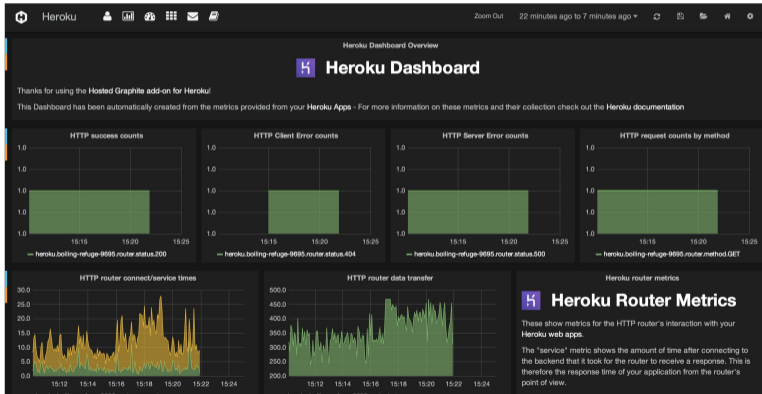 Heroku
Zoom Out
22 minutes ago to 7 minutes ago
Heroku Dashboard Overview
Heroku Dashboard
Thanks for using the Hosted Graphite add-on for Heroku!
This Dashboard has been automatically created from the metrics provided from your Heroku Apps - For more information on these metrics and their collection check out the Heroku documentation
HTTP success counts
1.0
1.0
1.0
1.0
1.0
15:15 15:20 15:25
heroku.boiling-refuge-9695.router.status.200
HTTP Client Error counts
1.0
1.0
1.0
1.0
1.0
15:15 15:20 15:25
heroku.boiling-refuge-9695.router.status.404
HTTP Server Error counts
1.0
1.0
1.0
1.0
1.0
15:15 15:20 15:25
heroku.boiling-refuge-9695.router.status.500
HTTP request counts by method
1.0
1.0
1.0
1.0
1.0
15:15 15:20 15:25
heroku.boiling-refuge-9695.router.method.GET
HTTP router connect/service times
30.0
25.0
20.0
15.0
10.0
5.0
0.0
15:12 15:14 15:16 15:18 15:20 15:22 15:24
HTTP router data transfer
500.0
450.0
400.0
350.0
300.0
250.0
200.0
15:12 15:14 15:16 15:18 15:20 15:22 15:24
Heroku router metrics
Heroku Router Metrics
These show metrics for the HTTP router's interaction with your
Heroku web apps.
The "service" metric shows the amount of time after connecting to
the backend that it took for the router to receive a response. This is
therefore the response time of your application from the router's
point of view.